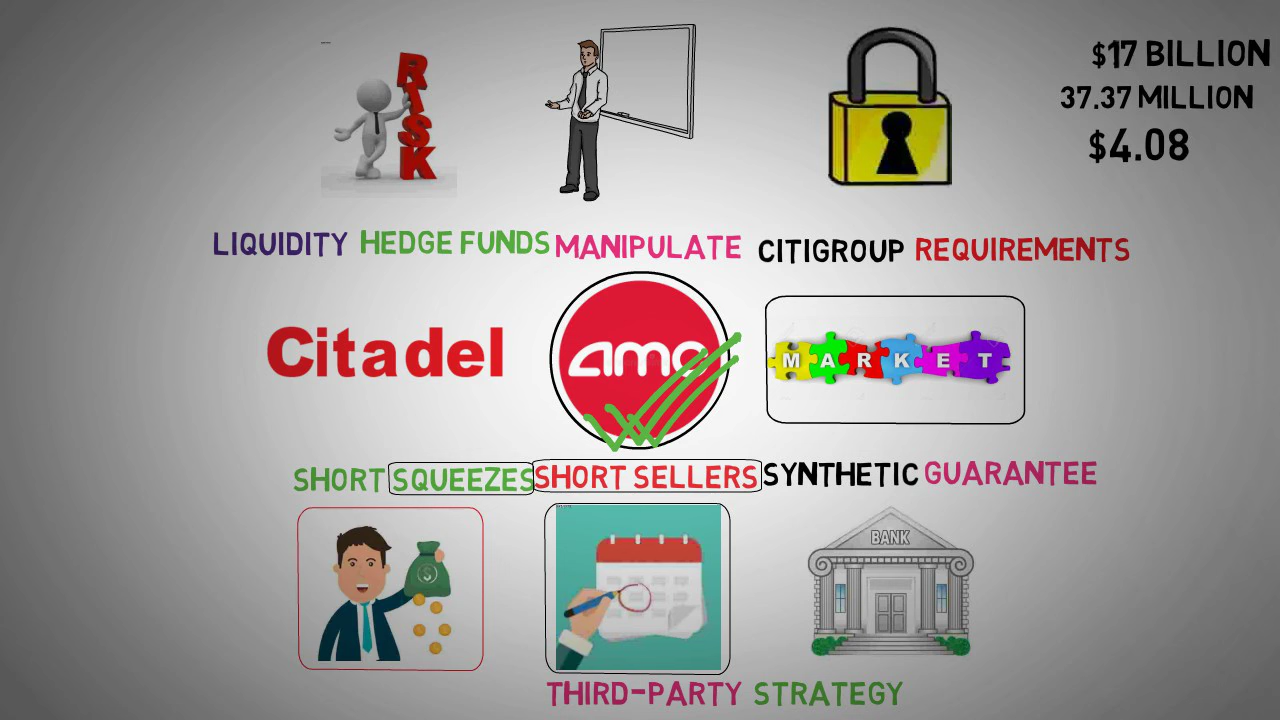 RISK
$17 BILLION
37.37 MILLION
$4.08
LIQUIDITY HEDGE FUNDS MANIPULATE CITIGROUP REQUIREMENTS
Citadel
amc
MARKET
SHORT SQUEEZES SHORT SELLERS SYNTHETIC GUARANTEE
$
BANK
THIRD-PARTY STRATEGY